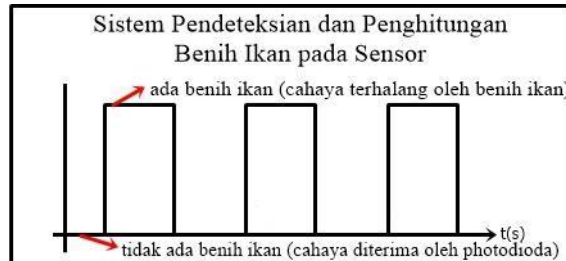 Sistem Pendeteksian dan Penghitungan
Benih Ikan pada Sensor
ada benih ikan (cahaya terhalang oleh benih ikan)
t(s)
tidak ada benih ikan (cahaya diterima oleh photodioda)